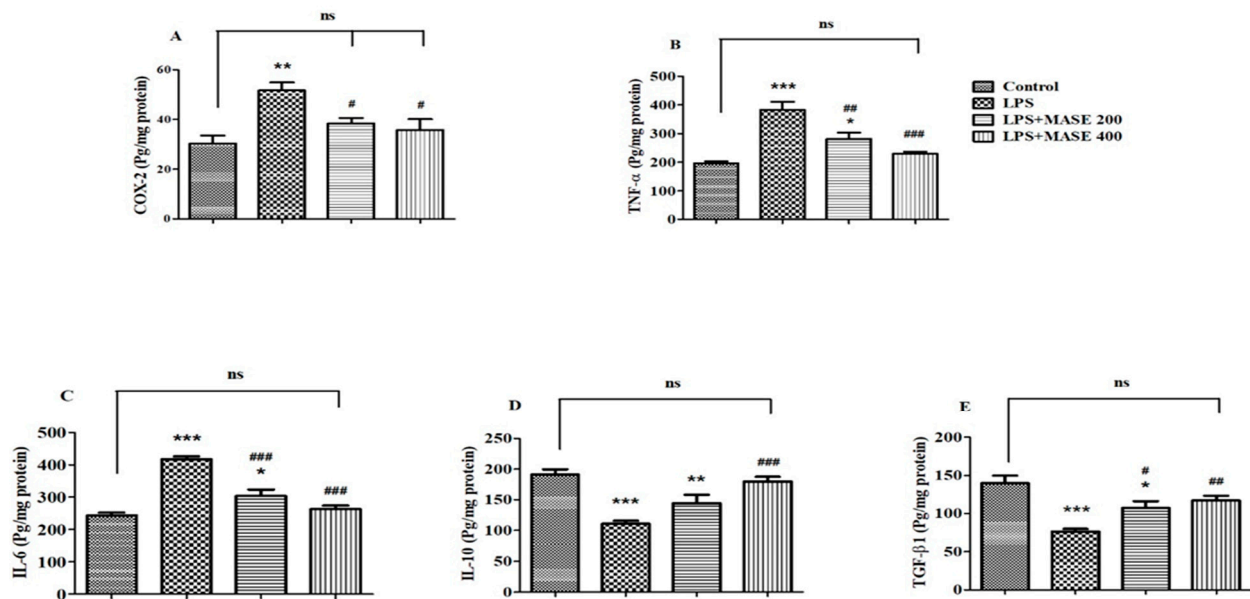 A
ns
COX-2 (Pg/mg protein)
60
40
20
0
**
#
#
B
ns
TNF-α (Pg/mg protein)
500
400
300
200
100
0
***
##
*
###
Control
LPS
LPS+MASE 200
LPS+MASE 400
C
ns
IL-6 (Pg/mg protein)
500
400
300
200
100
0
***
###
*
###
D
ns
IL-10 (Pg/mg protein)
250
200
150
100
50
0
***
**
###
E
ns
TGF-β1 (Pg/mg protein)
200
150
100
50
0
***
#
*
##